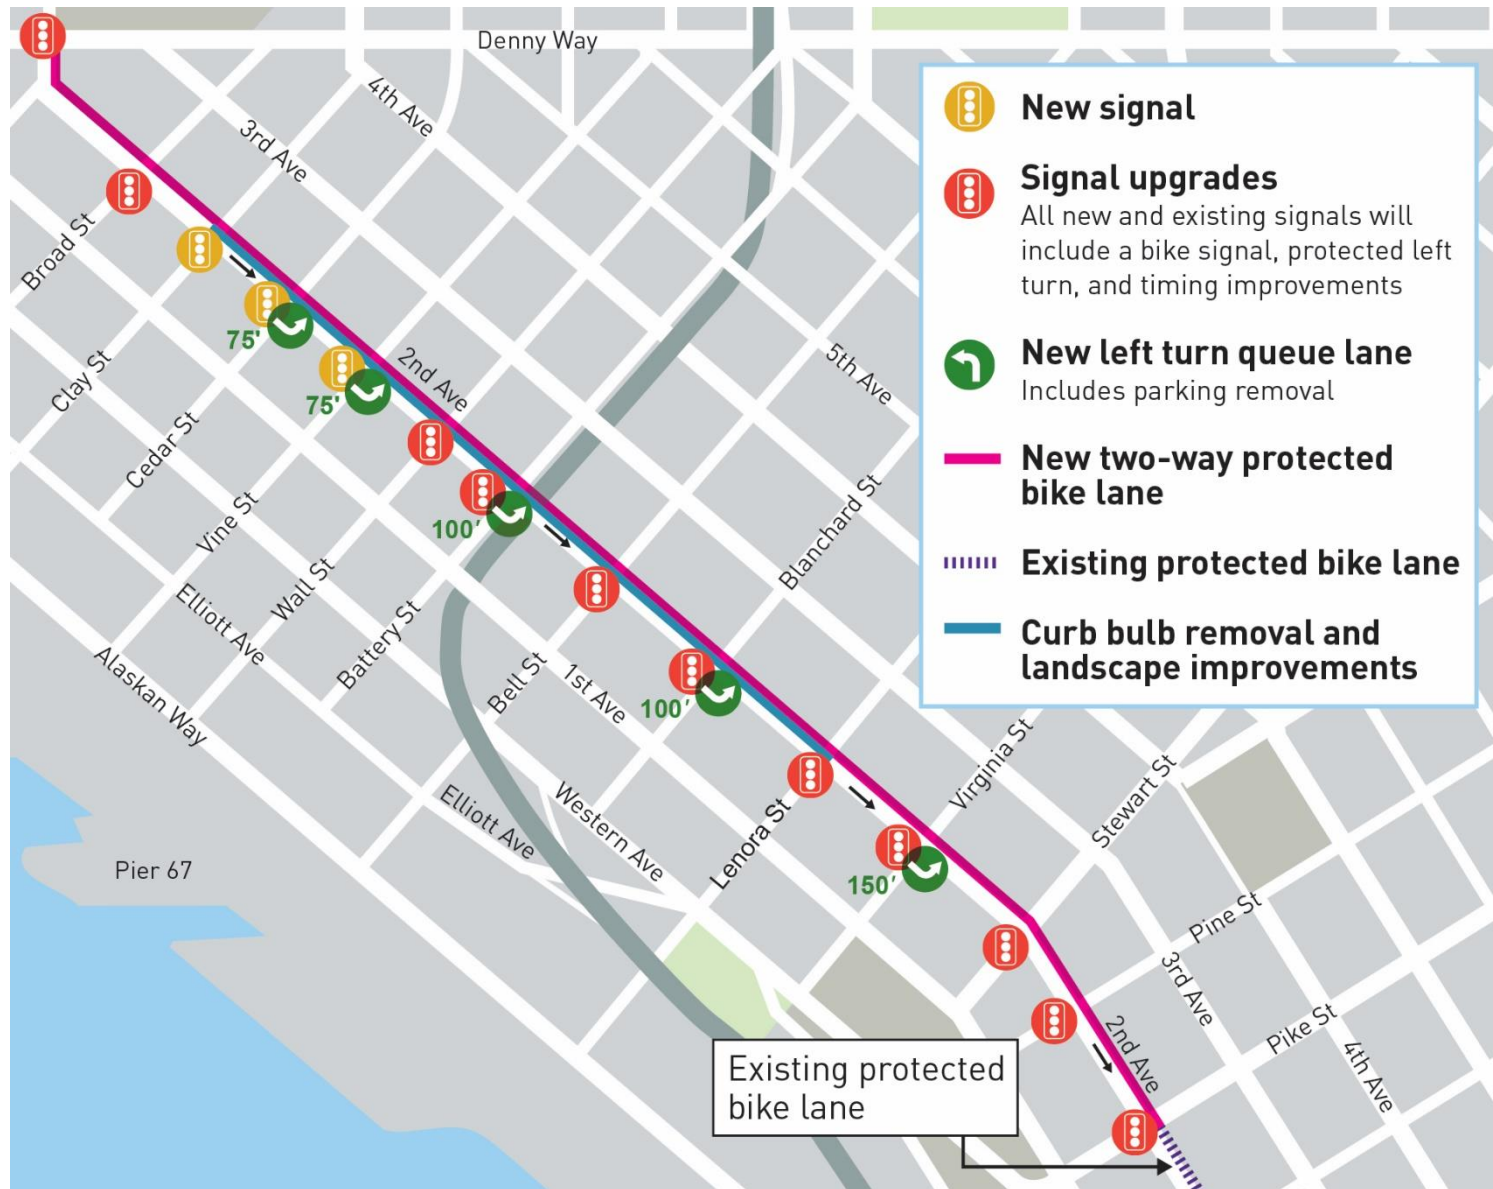 Denny Way
4th Ave
3rd Ave
Broad St
75'
Clay St
75'
2nd Ave
5th Ave
Cedar St
Vine St
100'
Blanchard St
Wall St
Elliott Ave
Battery St
Alaskan Way
Bell St
1st Ave
100'
Elliott Ave
Western Ave
Lenora St
Virginia St
Stewart St
Pier 67
150'
Pine St
3rd Ave
Pike St
2nd Ave
4th Ave
Existing protected
bike lane
New signal
Signal upgrades
All new and existing signals will
include a bike signal, protected left
turn, and timing improvements
New left turn queue lane
Includes parking removal
New two-way protected
bike lane
Existing protected bike lane
Curb bulb removal and
landscape improvements